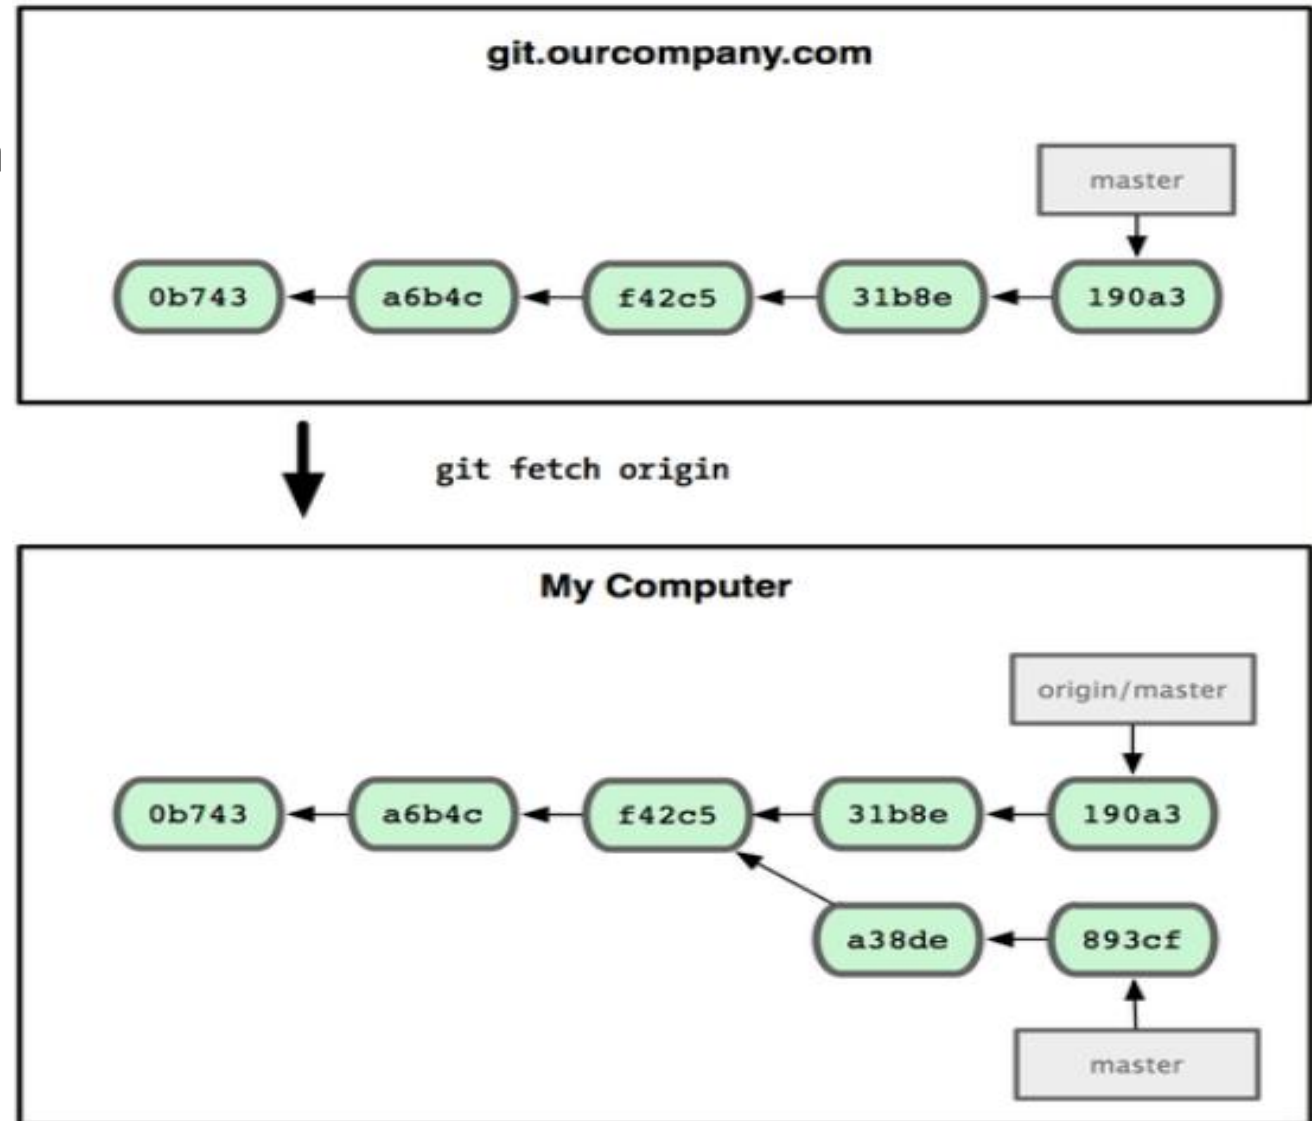 git.ourcompany.com
master
0b743 a6b4c f42c5 31b8e 190a3
git fetch origin
My Computer
origin/master
0b743 a6b4c f42c5 31b8e 190a3
a38de 893cf
master